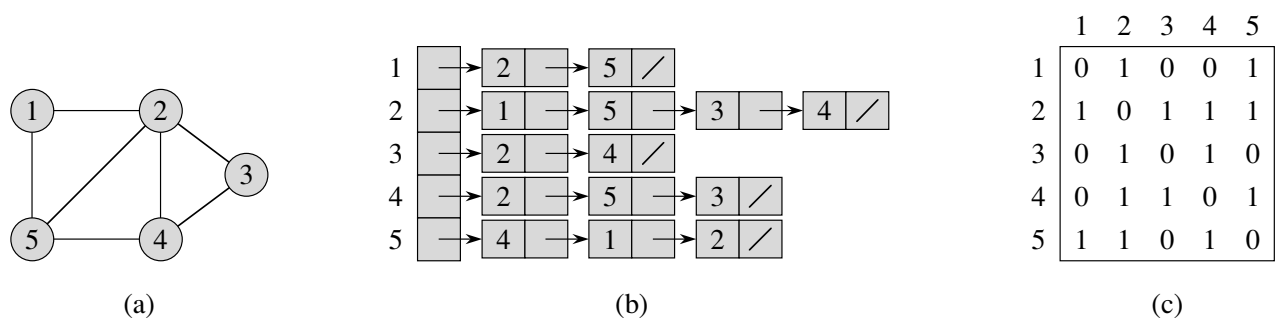 1 2
3
5 4
(a)
1 2 5
2 1 5 3 4
3 2 4
4 2 5 3
5 4 1 2
(b)
1 2 3 4 5
1 0 1 0 0 1
2 1 0 1 1 1
3 0 1 0 1 0
4 0 1 1 0 1
5 1 1 0 1 0
(c)